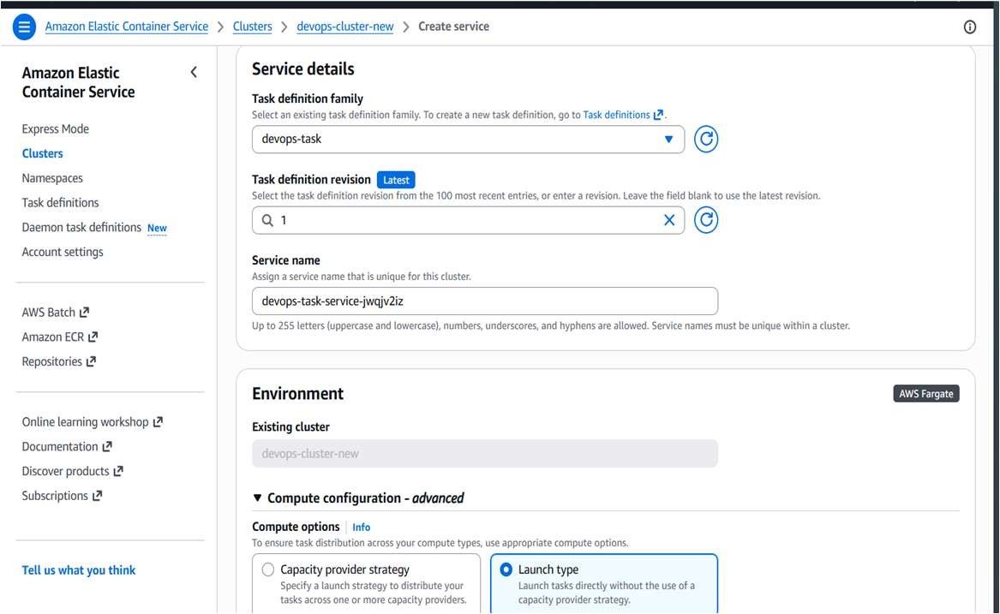 Amazon Elastic Container Service > Clusters > devops-cluster-new > Create service
Amazon Elastic
Container Service
Express Mode
Clusters
Namespaces
Task definitions
Daemon task definitions New
Account settings
AWS Batch
Amazon ECR
Repositories
Online learning workshop
Documentation
Discover products
Subscriptions
Tell us what you think
Service details
Task definition family
Select an existing task definition family. To create a new task definition, go to Task definitions.
devops-task
Task definition revision Latest
Select the task definition revision from the 100 most recent entries, or enter a revision. Leave the field blank to use the latest revision.
1
Service name
Assign a service name that is unique for this cluster.
devops-task-service-jwqjv2iz
Up to 255 letters (uppercase and lowercase), numbers, underscores, and hyphens are allowed. Service names must be unique within a cluster.
Environment
AWS Fargate
Existing cluster
devops-cluster-new
Compute configuration - advanced
Compute options Info
To ensure task distribution across your compute types, use appropriate compute options.
Capacity provider strategy
Specify a launch strategy to distribute your
tasks across one or more capacity providers.
Launch type
Launch tasks directly without the use of a
capacity provider strategy.